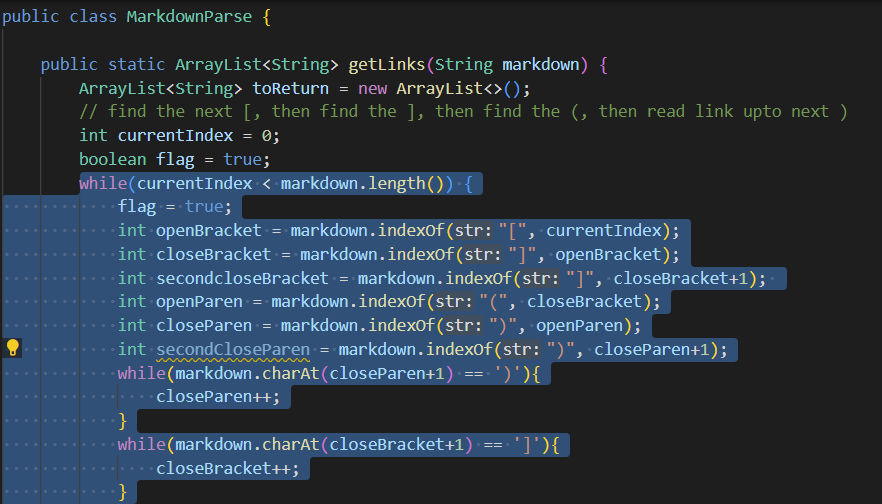 public class MarkdownParse {
public static ArrayList<String> getLinks(String markdown) {
ArrayList<String> toReturn = new ArrayList<>();
// find the next [, then find the ], then find the (, then read link upto next )
int currentIndex = 0;
boolean flag = true;
while(currentIndex < markdown.length()) {
flag = true;
int openBracket = markdown.indexOf(str: "[", currentIndex);
int closeBracket = markdown.indexOf(str: "]", openBracket);
int secondcloseBracket = markdown.indexOf(str: "]", closeBracket+1);
int openParen = markdown.indexOf(str: "(", closeBracket);
int closeParen = markdown.indexOf(str: ")", openParen);
int secondCloseParen = markdown.indexOf(str: ")", closeParen+1);
while(markdown.charAt(closeParen+1) == ')'){
closeParen++;
}
while(markdown.charAt(closeBracket+1) == ']'){
closeBracket++;
}